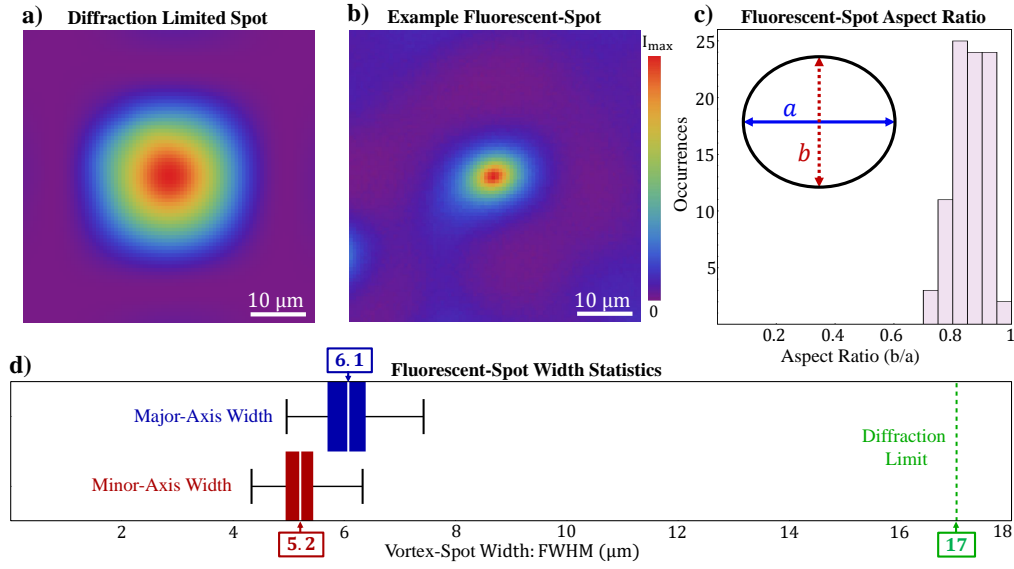 a) Diffraction Limited Spot
10 μm
b) Example Fluorescent-Spot
10 μm
I_max
0
c) Fluorescent-Spot Aspect Ratio
25
20
15
10
5
Occurrences
a
b
0.2 0.4 0.6 0.8 1
Aspect Ratio (b/a)
d) Fluorescent-Spot Width Statistics
6.1
Major-Axis Width
Minor-Axis Width
Diffraction
Limit
2 4 6 8 10 12 14 16 18
5.2
17
Vortex-Spot Width: FWHM (μm)